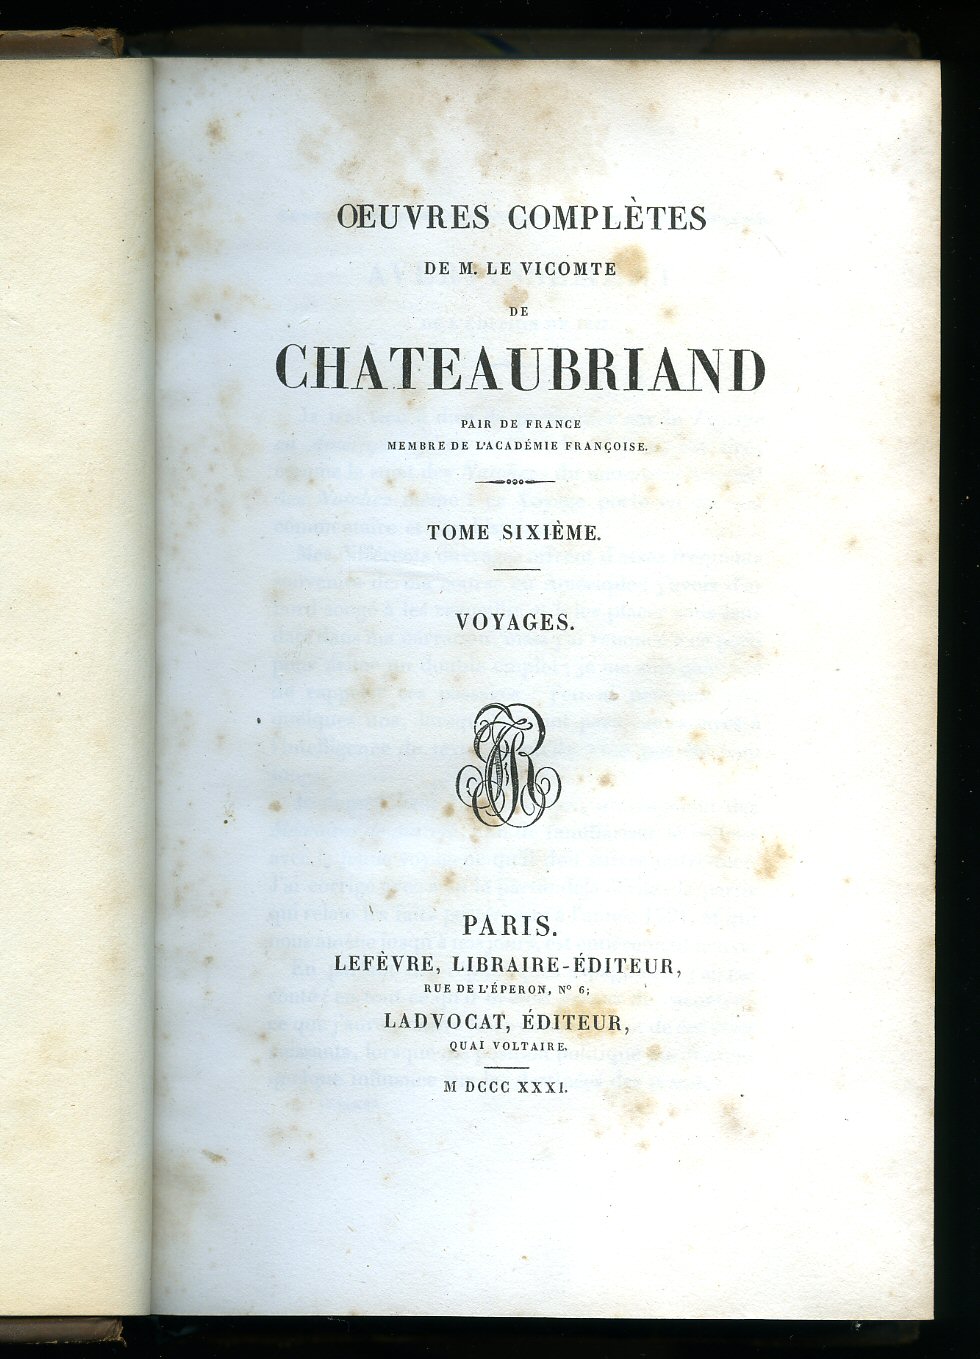 OEUVRES COMPLÈTES
DE M. LE VICOMTE
DE
CHATEAUBRIAND
PAIR DE FRANCE
MEMBRE DE L'ACADÉMIE FRANÇOISE.
TOME SIXIÈME.
VOYAGES.
PARIS.
LEFÈVRE, LIBRAIRE-ÉDITEUR,
RUE DE L'ÉPERON, N° 6;
LADVOCAT, ÉDITEUR,
QUAI VOLTAIRE.
M DCCC XXXI.